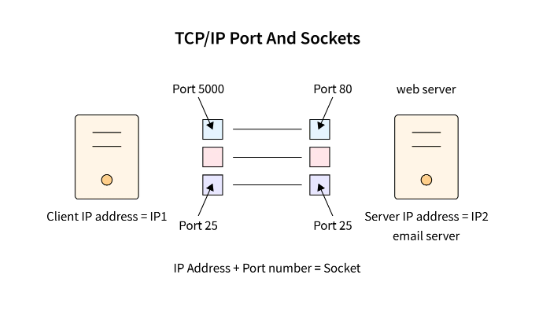 TCP/IP Port And Sockets
Port 5000
Port 80
web server
Client IP address = IP1
Port 25
Port 25
Server IP address = IP2
email server
IP Address + Port number = Socket